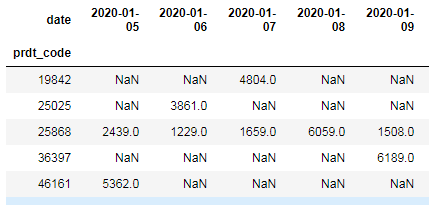 date 2020-01-05 2020-01-06 2020-01-07 2020-01-08 2020-01-09
prdt_code
19842 NaN NaN 4804.0 NaN NaN
25025 NaN 3861.0 NaN NaN NaN
25868 2439.0 1229.0 1659.0 6059.0 1508.0
36397 NaN NaN NaN NaN 6189.0
46161 5362.0 NaN NaN NaN NaN